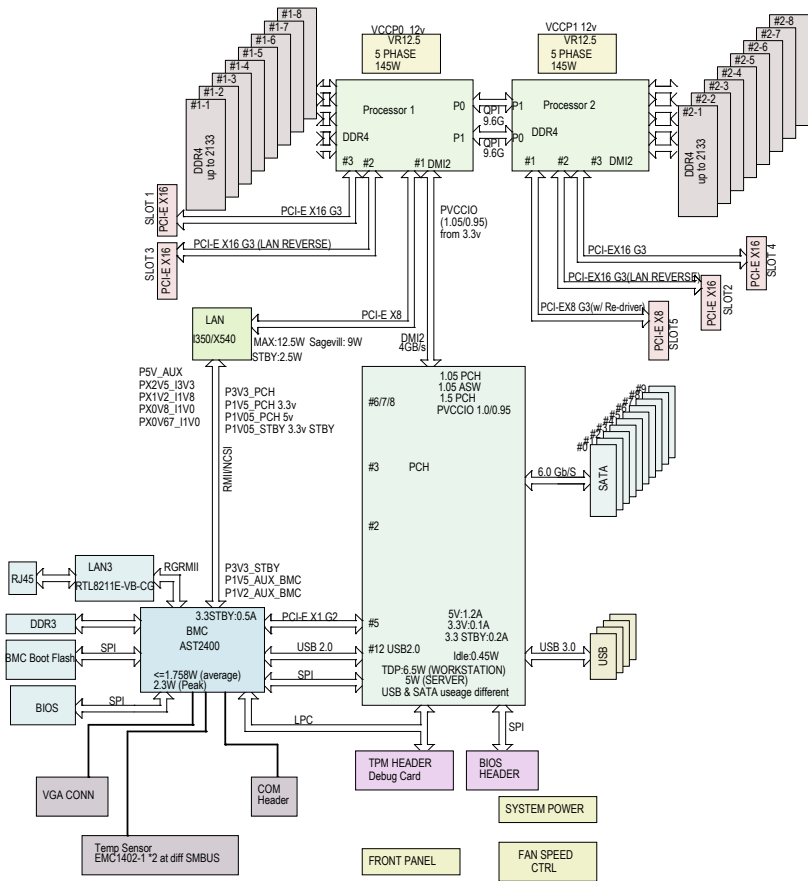 VCCP0 12v
VR12.5
5 PHASE
145W
VCCP1 12v
VR12.5
5 PHASE
145W
#1-8
#1-7
#1-6
#1-5
#1-4
#1-3
#1-2
#1-1
DDR4
up to 2133
Processor 1
P0
P1
DDR4
#3
#2
#1
DMI2
QPI
9.6G
QPI
9.6G
P1
P0
Processor 2
DDR4
#1
#2
#3
DMI2
#2-8
#2-7
#2-6
#2-5
#2-4
#2-3
#2-2
#2-1
DDR4
up to 2133
SLOT 1
PCI-E X16
PCI-E X16 G3
SLOT 3
PCI-E X16
PCI-E X16 G3 (LAN REVERSE)
PVCCIO
(1.05/0.95)
from 3.3v
PCI-EX16 G3
PCI-E X16
SLOT 4
PCI-EX16 G3(LAN REVERSE)
PCI-E X16
SLOT2
PCI-EX8 G3(w/ Re-driver)
PCI-E X8
SLOT5
LAN
I350/X540
PCI-E X8
MAX:12.5W Sagevill: 9W
STBY:2.5W
DMI2
4GB/s
P5V_AUX
PX2V5_I3V3
PX1V2_I1V8
PX0V8_I1V0
P0V67_I1V0
P3V3_PCH
P1V5_PCH 3.3v
P1V05_PCH 5v
P1V05_STBY 3.3v STBY
RMII/NCSI
1.05 PCH
1.05 ASW
1.5 PCH
PVCCIO 1.0/0.95
#6/7/8
#3
PCH
#2
#5
#12 USB2.0
6.0 Gb/S
#9
#8
#7
#6
#5
#4
#3
#2
#1
#0
SATA
5V:1.2A
3.3V:0.1A
3.3 STBY:0.2A
Idle:0.45W
TDP:6.5W (WORKSTATION)
5W (SERVER)
USB & SATA useage different
USB 3.0
USB
RJ45
LAN3
RTL8211E-VB-CG
RGRMII
P3V3_STBY
P1V5_AUX_BMC
P1V2_AUX_BMC
DDR3
3.3STBY:0.5A
BMC
AST2400
<=1.758W (average)
2.3W (Peak)
PCI-E X1 G2
USB 2.0
SPI
BMC Boot Flash
SPI
BIOS
SPI
LPC
SPI
TPM HEADER
Debug Card
BIOS
HEADER
VGA CONN
COM
Header
Temp Sensor
EMC1402-1 *2 at diff SMBUS
SYSTEM POWER
FRONT PANEL
FAN SPEED
CTRL